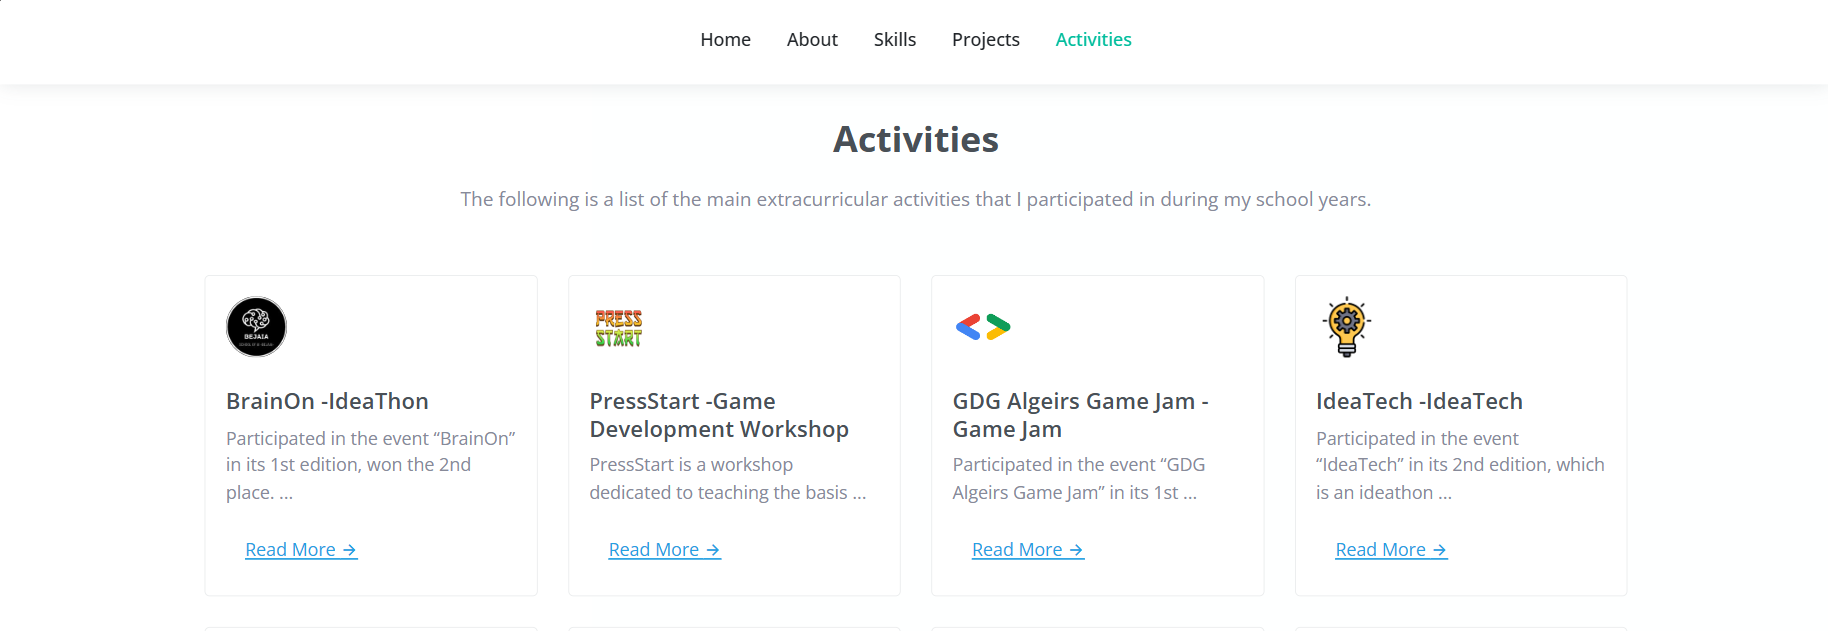 Home About Skills Projects Activities
Activities
The following is a list of the main extracurricular activities that I participated in during my school years.
BEJAIA
BrainOn -IdeaThon
Participated in the event “BrainOn”
in its 1st edition, won the 2nd
place. ...
Read More →
PRESS
START
PressStart -Game
Development Workshop
PressStart is a workshop
dedicated to teaching the basis ...
Read More →
GDG Algeirs Game Jam -
Game Jam
Participated in the event “GDG
Algeirs Game Jam” in its 1st ...
Read More →
IdeaTech -IdeaTech
Participated in the event
“IdeaTech” in its 2nd edition, which
is an ideathon ...
Read More →